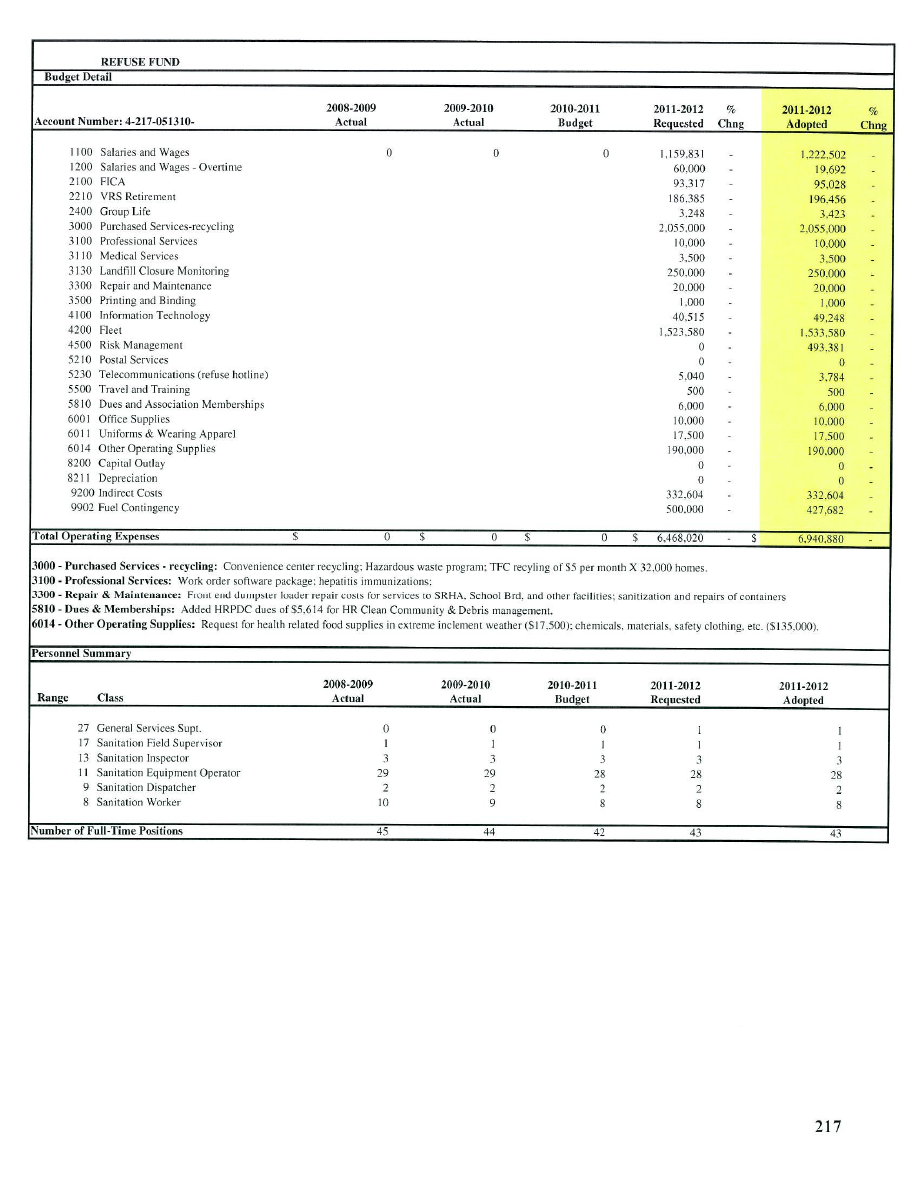 REFUSE FUND
Budget Detail
2008-2009 2009-2010 2010-2011 2011-2012 % 2011-2012 %
Account Number: 4-217-051310- Actual Actual Budget Requested Chng Adopted Chng
1100 Salaries and Wages 0 0 0 1,159,831 - 1,222,502 -
1200 Salaries and Wages - Overtime 60,000 - 19,692 -
2100 FICA 93,317 - 95,028 -
2210 VRS Retirement 186,385 - 196,456 -
2400 Group Life 3,248 - 3,423 -
3000 Purchased Services-recycling 2,055,000 - 2,055,000 -
3100 Professional Services 10,000 - 10,000 -
3110 Medical Services 3,500 - 3,500 -
3130 Landfill Closure Monitoring 250,000 - 250,000 -
3300 Repair and Maintenance 20,000 - 20,000 -
3500 Printing and Binding 1,000 - 1,000 -
4100 Information Technology 40,515 - 49,248 -
4200 Fleet 1,523,580 - 1,533,580 -
4500 Risk Management 0 - 493,381 -
5210 Postal Services 0 - 0 -
5230 Telecommunications (refuse hotline) 5,040 - 3,784 -
5500 Travel and Training 500 - 500 -
5810 Dues and Association Memberships 6,000 - 6,000 -
6001 Office Supplies 10,000 - 10,000 -
6011 Uniforms & Wearing Apparel 17,500 - 17,500 -
6014 Other Operating Supplies 190,000 - 190,000 -
8200 Capital Outlay 0 - 0 -
8211 Depreciation 0 - 0 -
9200 Indirect Costs 332,604 - 332,604 -
9902 Fuel Contingency 500,000 - 427,682 -
Total Operating Expenses $ 0 $ 0 $ 0 $ 6,468,020 - $ 6,940,880 -
3000 - Purchased Services - recycling: Convenience center recycling; Hazardous waste program; TFC recyling of $5 per month X 32,000 homes.
3100 - Professional Services: Work order software package; hepatitis immunizations;
3300 - Repair & Maintenance: Front end dumpster loader repair costs for services to SRHA, School Brd, and other facilities; sanitization and repairs of containers
5810 - Dues & Memberships: Added HRPDC dues of $5,614 for HR Clean Community & Debris management,
6014 - Other Operating Supplies: Request for health related food supplies in extreme inclement weather ($17,500); chemicals, materials, safety clothing, etc. ($135,000).
Personnel Summary
2008-2009 2009-2010 2010-2011 2011-2012 2011-2012
Range Class Actual Actual Budget Requested Adopted
27 General Services Supt. 0 0 0 1 1
17 Sanitation Field Supervisor 1 1 1 1 1
13 Sanitation Inspector 3 3 3 3 3
11 Sanitation Equipment Operator 29 29 28 28 28
9 Sanitation Dispatcher 2 2 2 2 2
8 Sanitation Worker 10 9 8 8 8
Number of Full-Time Positions 45 44 42 43 43
217